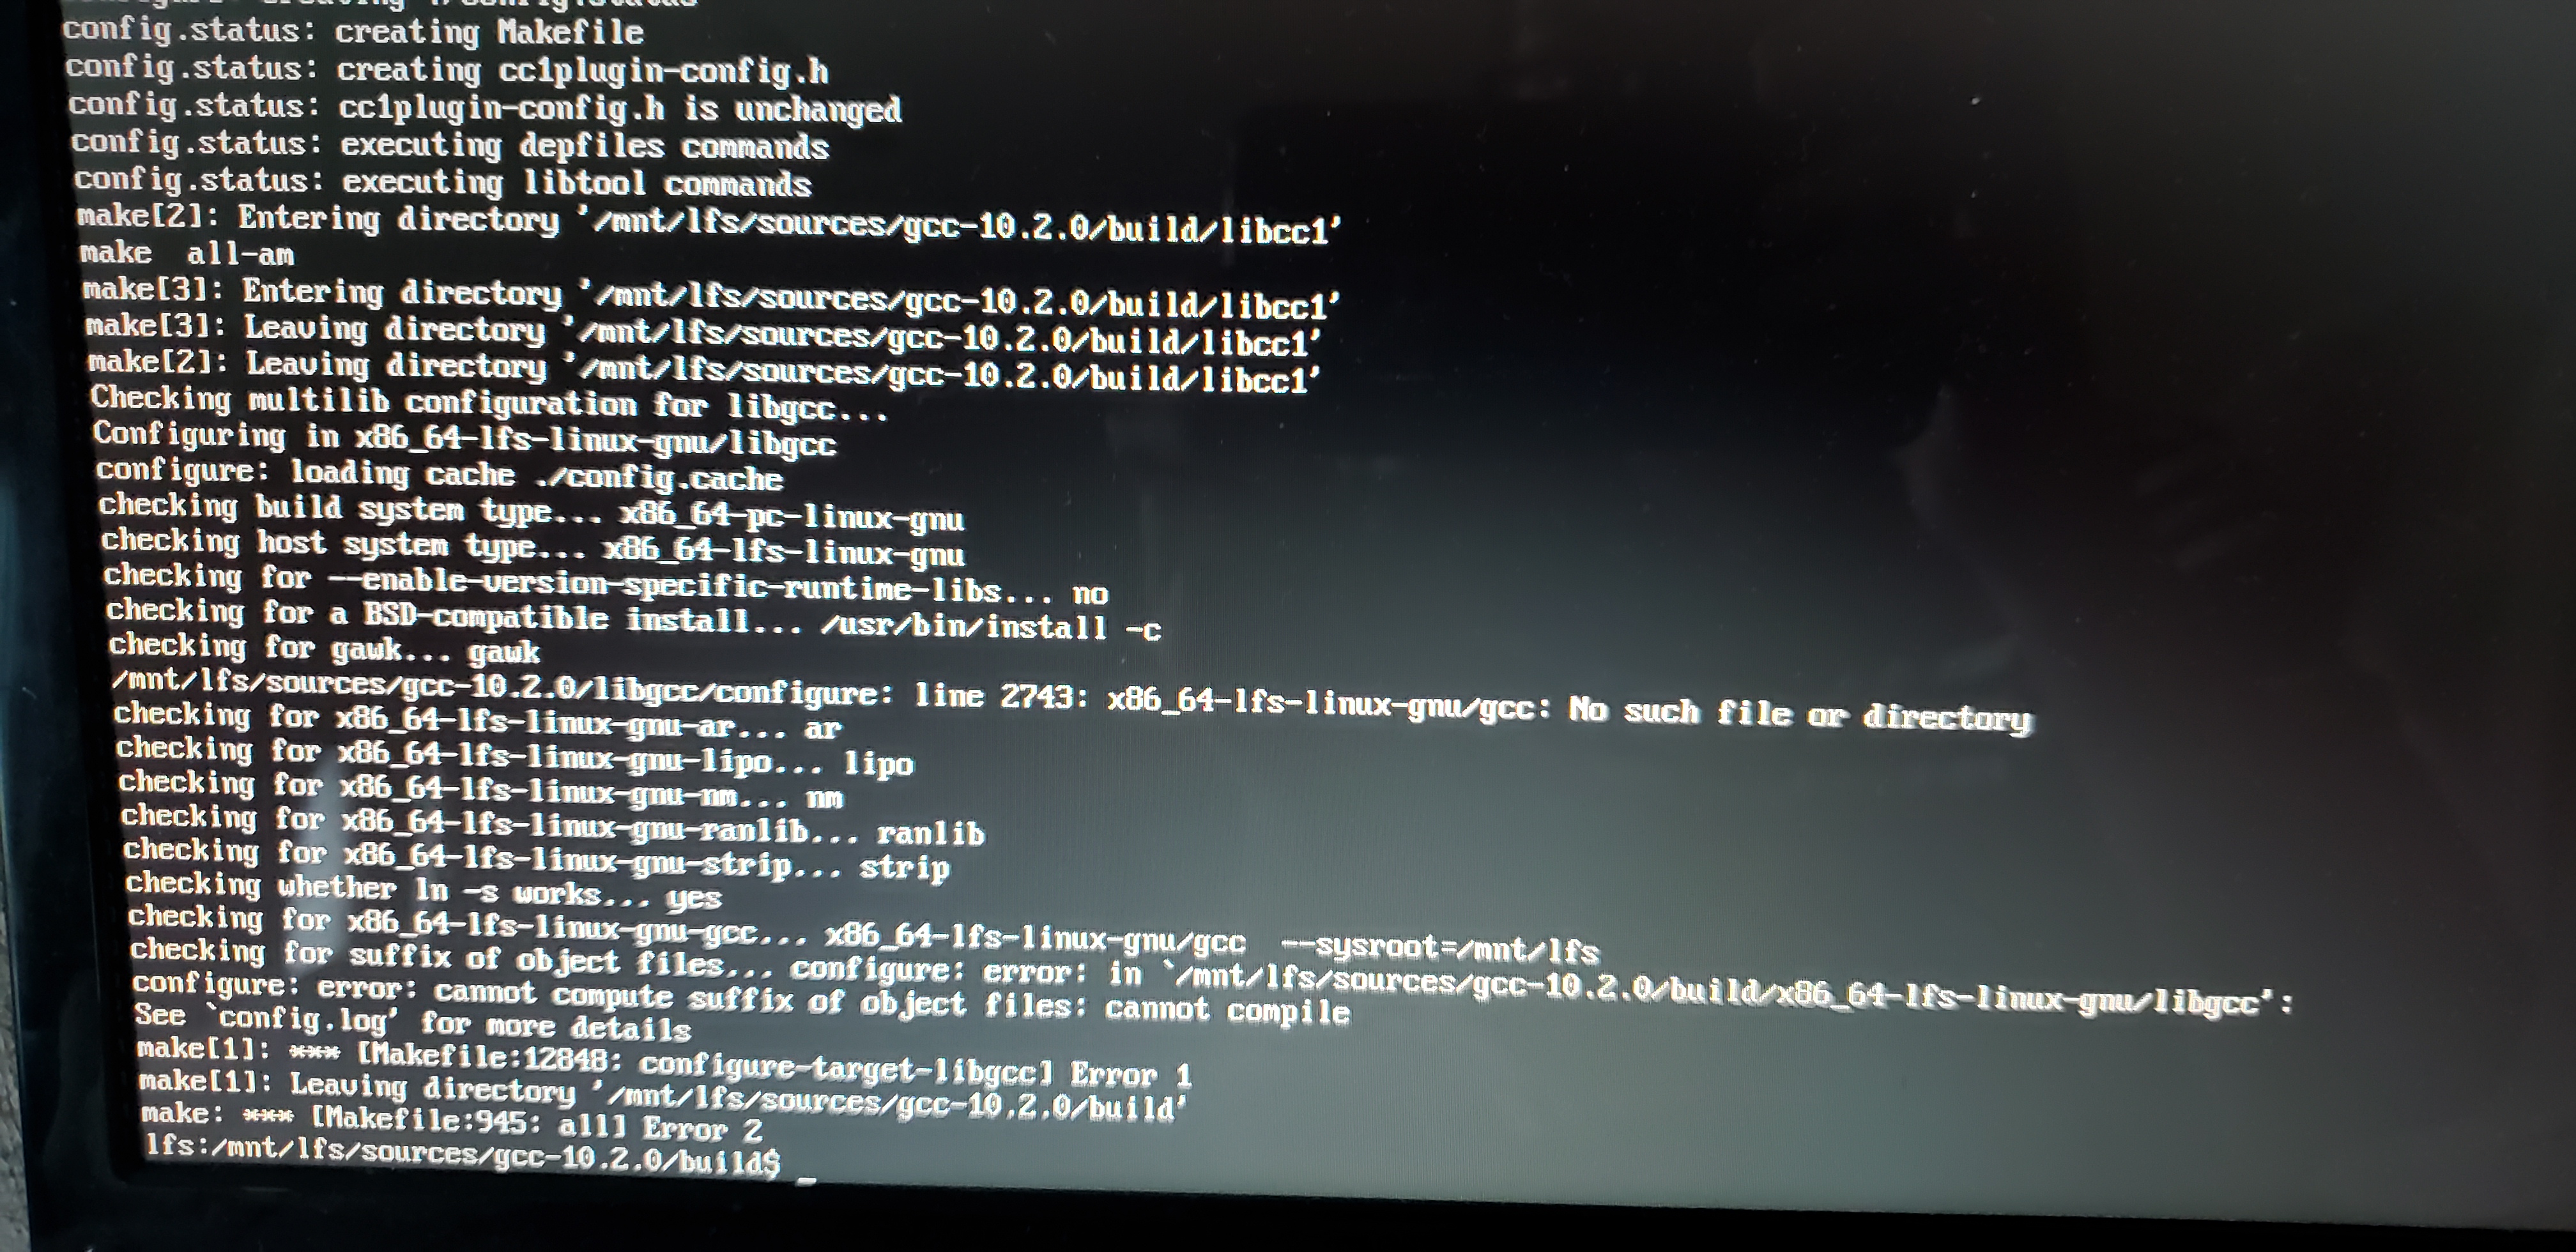 config.status: creating Makefile
config.status: creating cc1plugin-config.h
config.status: cc1plugin-config.h is unchanged
config.status: executing depfiles commands
config.status: executing libtool commands
make[2]: Entering directory '/mnt/lfs/sources/gcc-10.2.0/build/libcc1'
make  all-am
make[3]: Entering directory '/mnt/lfs/sources/gcc-10.2.0/build/libcc1'
make[3]: Leaving directory '/mnt/lfs/sources/gcc-10.2.0/build/libcc1'
make[2]: Leaving directory '/mnt/lfs/sources/gcc-10.2.0/build/libcc1'
Checking multilib configuration for libgcc...
Configuring in x86_64-lfs-linux-gnu/libgcc
configure: loading cache ./config.cache
checking build system type... x86_64-pc-linux-gnu
checking host system type... x86_64-lfs-linux-gnu
checking for --enable-version-specific-runtime-libs... no
checking for a BSD-compatible install... /usr/bin/install -c
checking for gawk... gawk
/mnt/lfs/sources/gcc-10.2.0/libgcc/configure: line 2743: x86_64-lfs-linux-gnu/gcc: No such file or directory
checking for x86_64-lfs-linux-gnu-ar... ar
checking for x86_64-lfs-linux-gnu-lipo... lipo
checking for x86_64-lfs-linux-gnu-nm... nm
checking for x86_64-lfs-linux-gnu-ranlib... ranlib
checking for x86_64-lfs-linux-gnu-strip... strip
checking whether ln -s works... yes
checking for x86_64-lfs-linux-gnu-gcc... x86_64-lfs-linux-gnu/gcc  --sysroot=/mnt/lfs
checking for suffix of object files... configure: error: in `/mnt/lfs/sources/gcc-10.2.0/build/x86_64-lfs-linux-gnu/libgcc':
configure: error: cannot compute suffix of object files: cannot compile
See `config.log' for more details
make[1]: *** [Makefile:12848: configure-target-libgcc] Error 1
make[1]: Leaving directory '/mnt/lfs/sources/gcc-10.2.0/build'
make: *** [Makefile:945: all] Error 2
lfs:/mnt/lfs/sources/gcc-10.2.0/build$ _